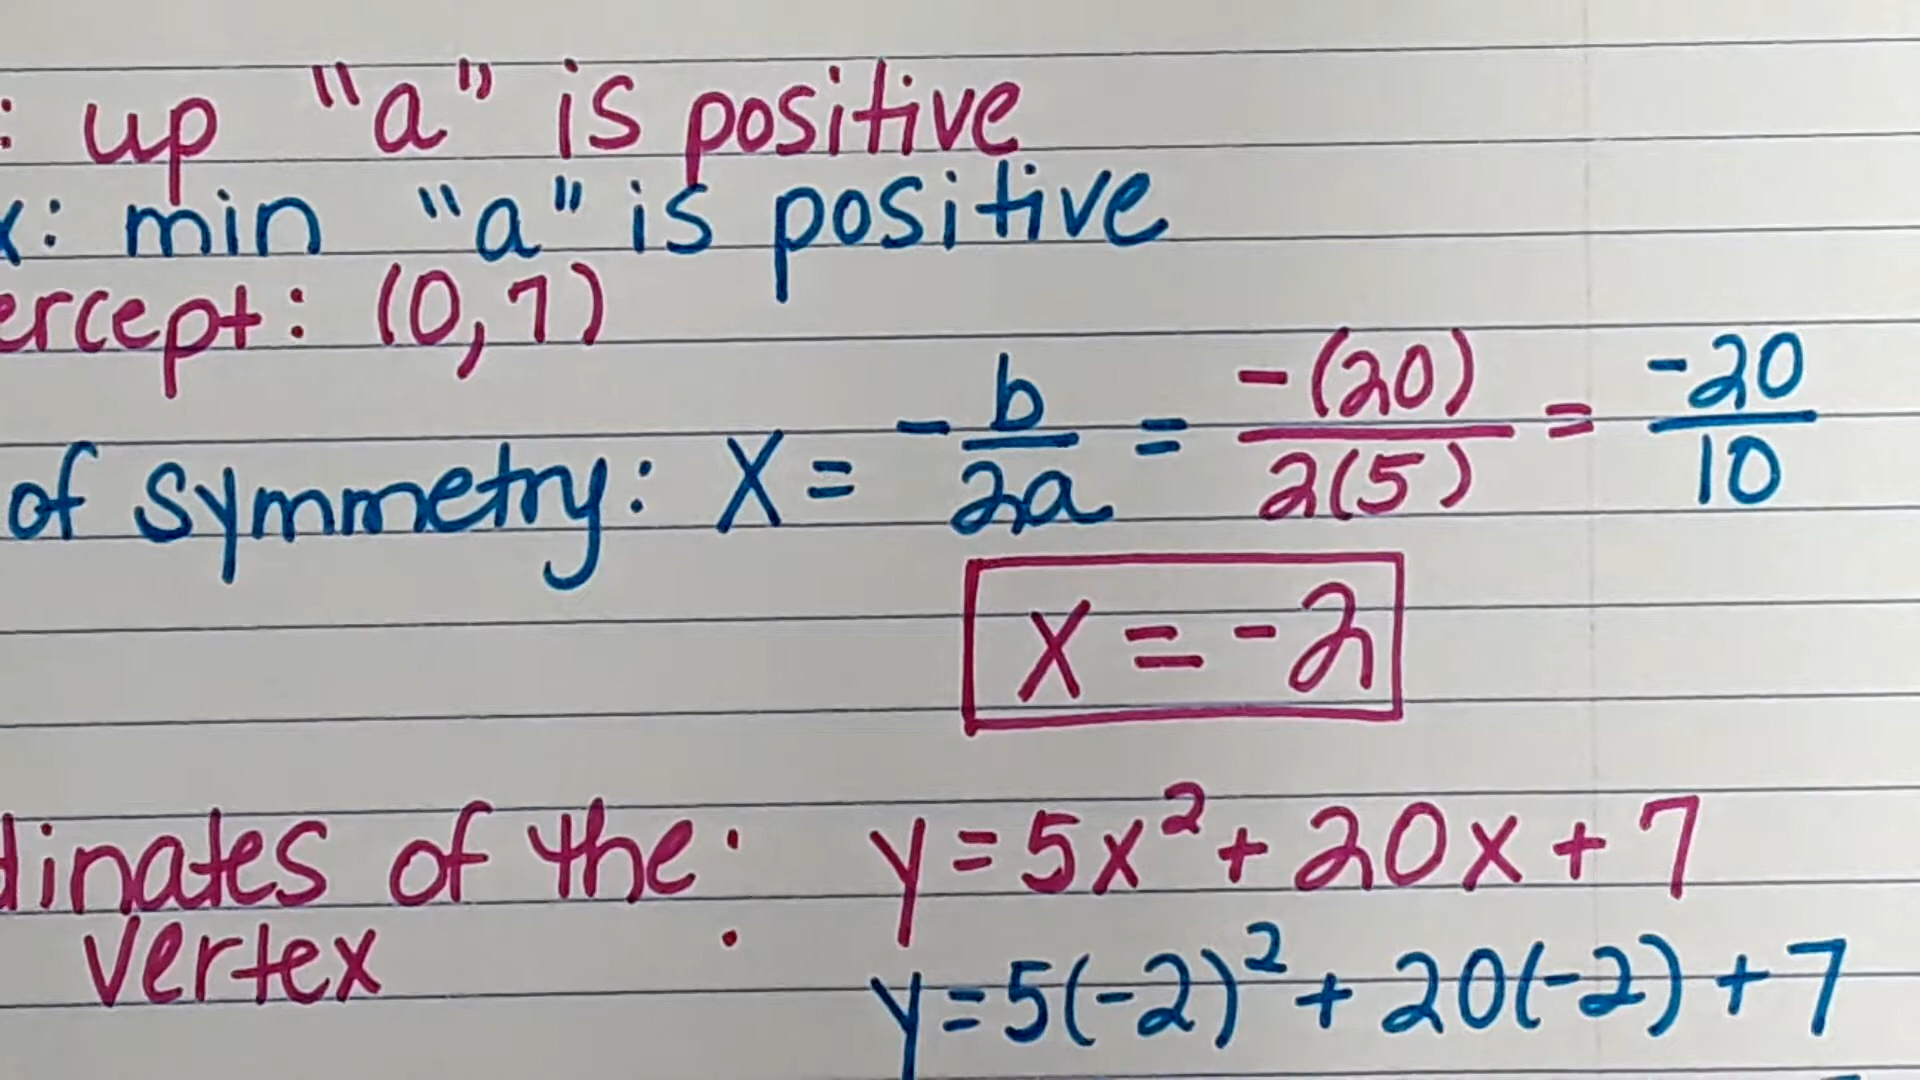 : up "a" is positive
x: min "a" is positive
ercept: (0,7)
of symmetry: X = - b/2a = -(20)/2(5) = -20/10
x = -2
dinates of the: y = 5x² + 20x + 7
vertex : y = 5(-2)² + 20(-2) + 7